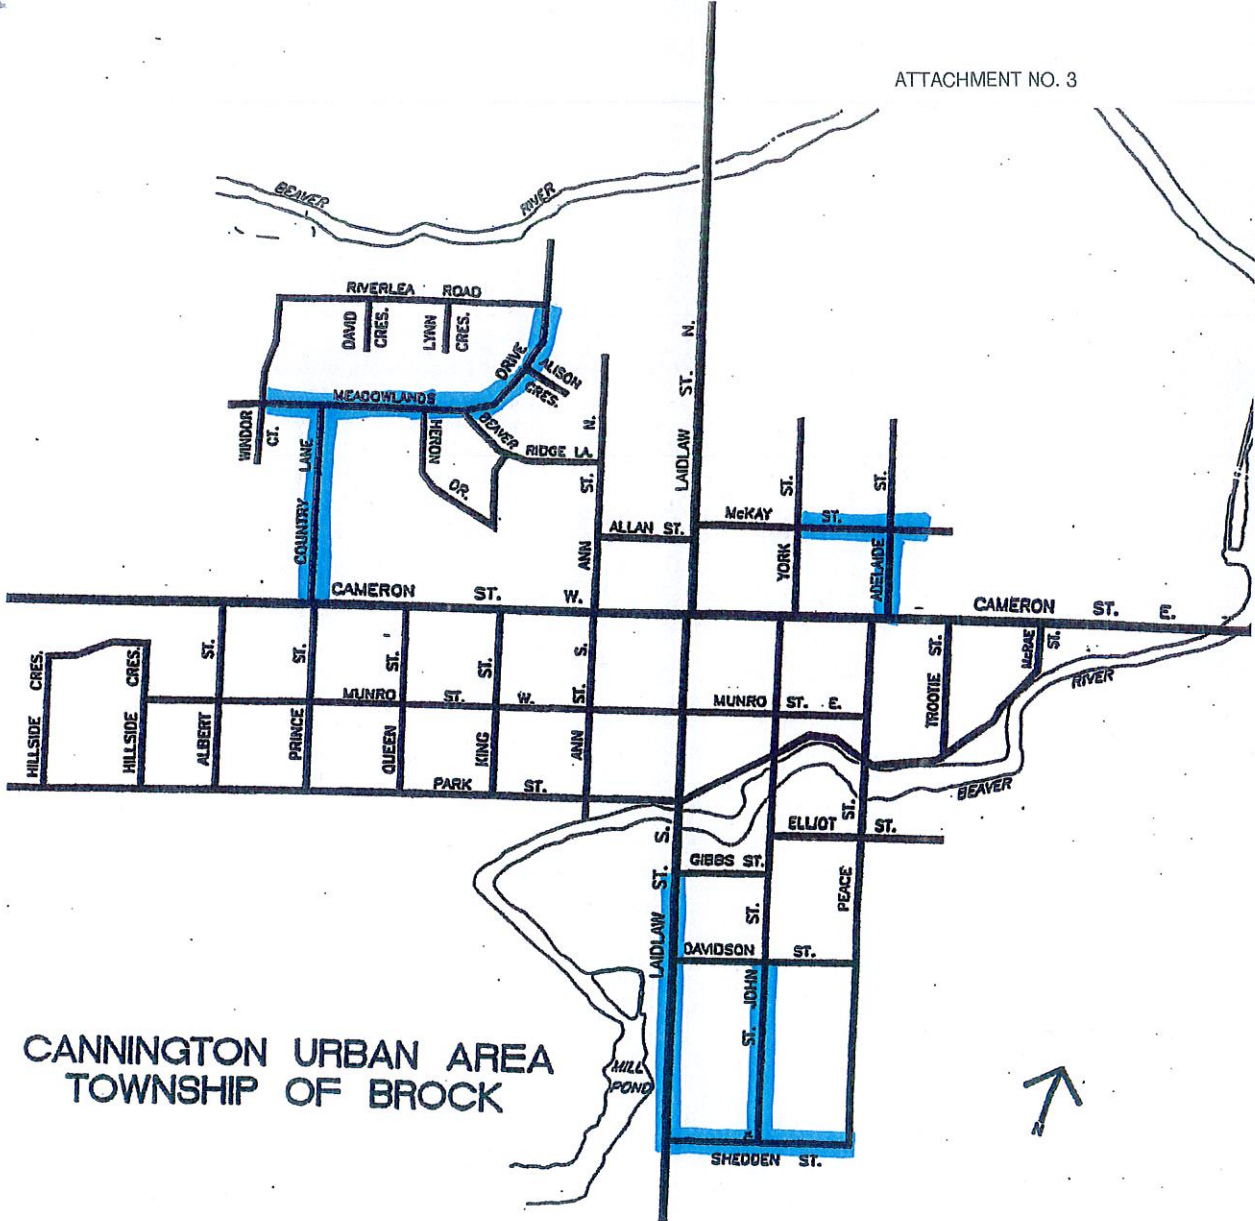 ATTACHMENT NO. 3
BEAVER
RIVER
RIVERLEA ROAD
DAVID CRES.
LYNN CRES.
ALISON CRES.
MEADOWLANDS DRIVE
WINDOR CT.
COUNTRY LANE
HERON DR.
BEAVER RIDGE LA.
ANN ST. N.
LAIDLAW ST. N.
ALLAN ST.
McKAY ST.
YORK ST.
ADELAIDE ST.
CAMERON ST. W.
CAMERON ST. E.
HILLSIDE CRES.
HILLSIDE CRES.
ALBERT ST.
PRINCE ST.
QUEEN ST.
KING ST.
ANN ST. S.
MUNRO ST. W.
MUNRO ST. E.
TROOTIE ST.
McRAE ST.
RIVER
BEAVER
PARK ST.
ELLIOT ST.
GIBBS ST.
LAIDLAW ST. S.
PEACE ST.
DAVIDSON ST.
ST. JOHN ST.
MILL
POND
SHEDDEN ST.
CANNINGTON URBAN AREA
TOWNSHIP OF BROCK
N